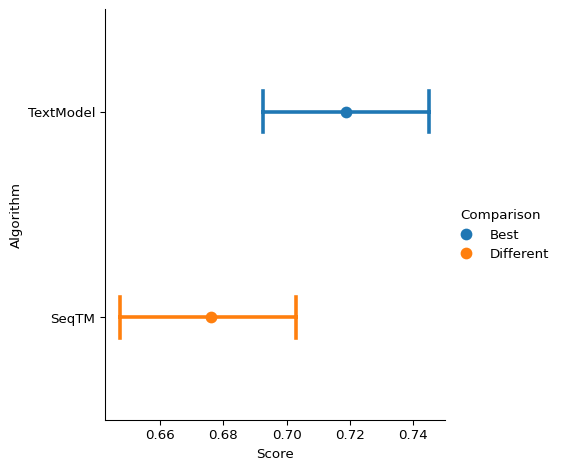 TextModel
SeqTM
Algorithm
0.66 0.68 0.70 0.72 0.74
Score
Comparison
Best
Different